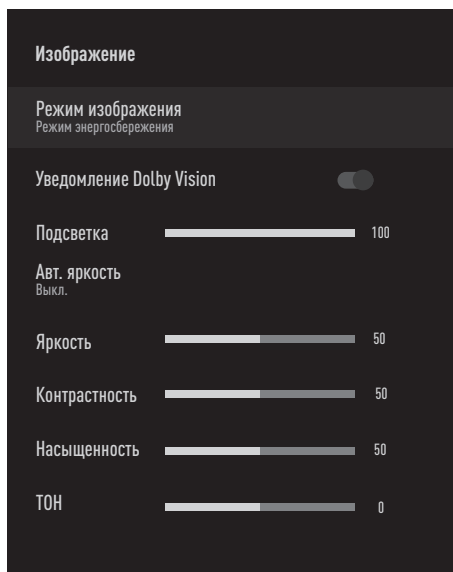 Изображение
Режим изображения
Режим энергосбережения
Уведомление Dolby Vision
Подсветка 100
Авт. яркость
Выкл.
Яркость 50
Контрастность 50
Насыщенность 50
ТОН 0